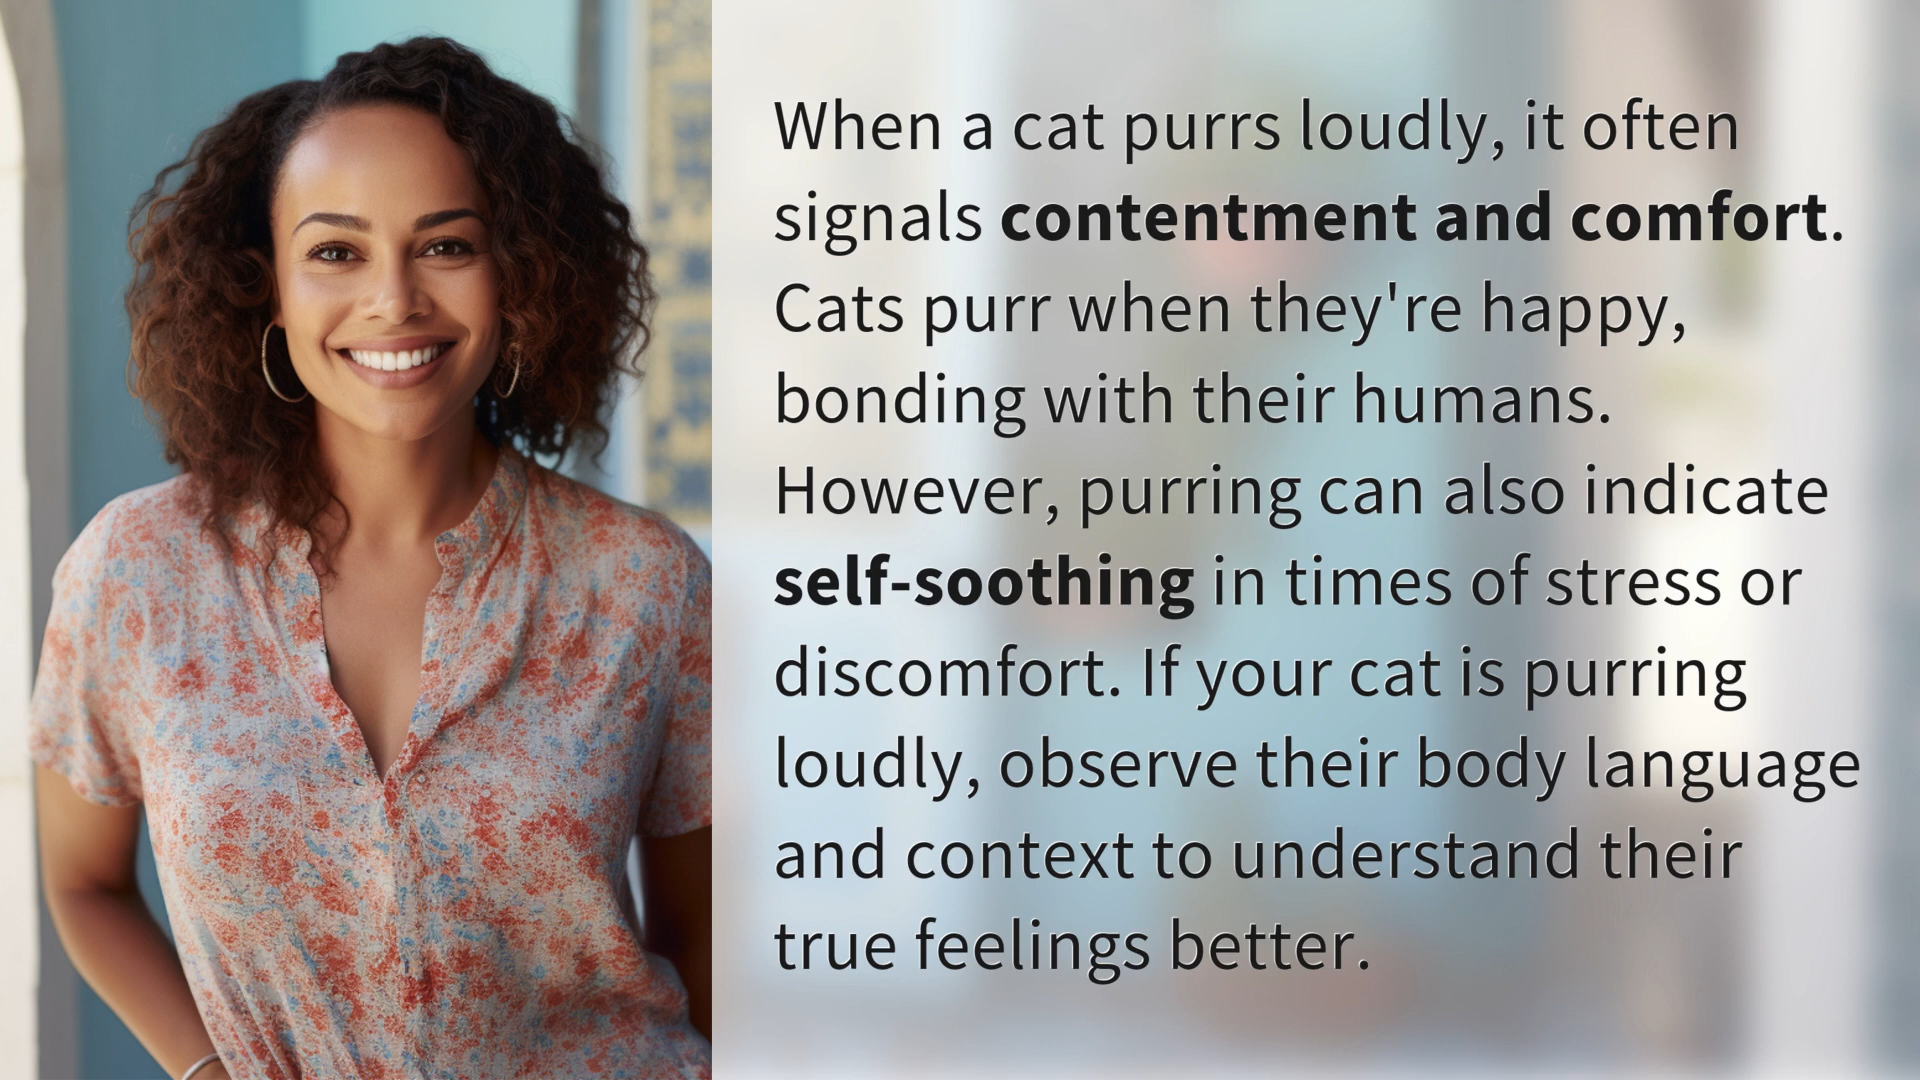 When a cat purrs loudly, it often
signals contentment and comfort.
Cats purr when they're happy,
bonding with their humans.
However, purring can also indicate
self-soothing in times of stress or
discomfort. If your cat is purring
loudly, observe their body language
and context to understand their
true feelings better.